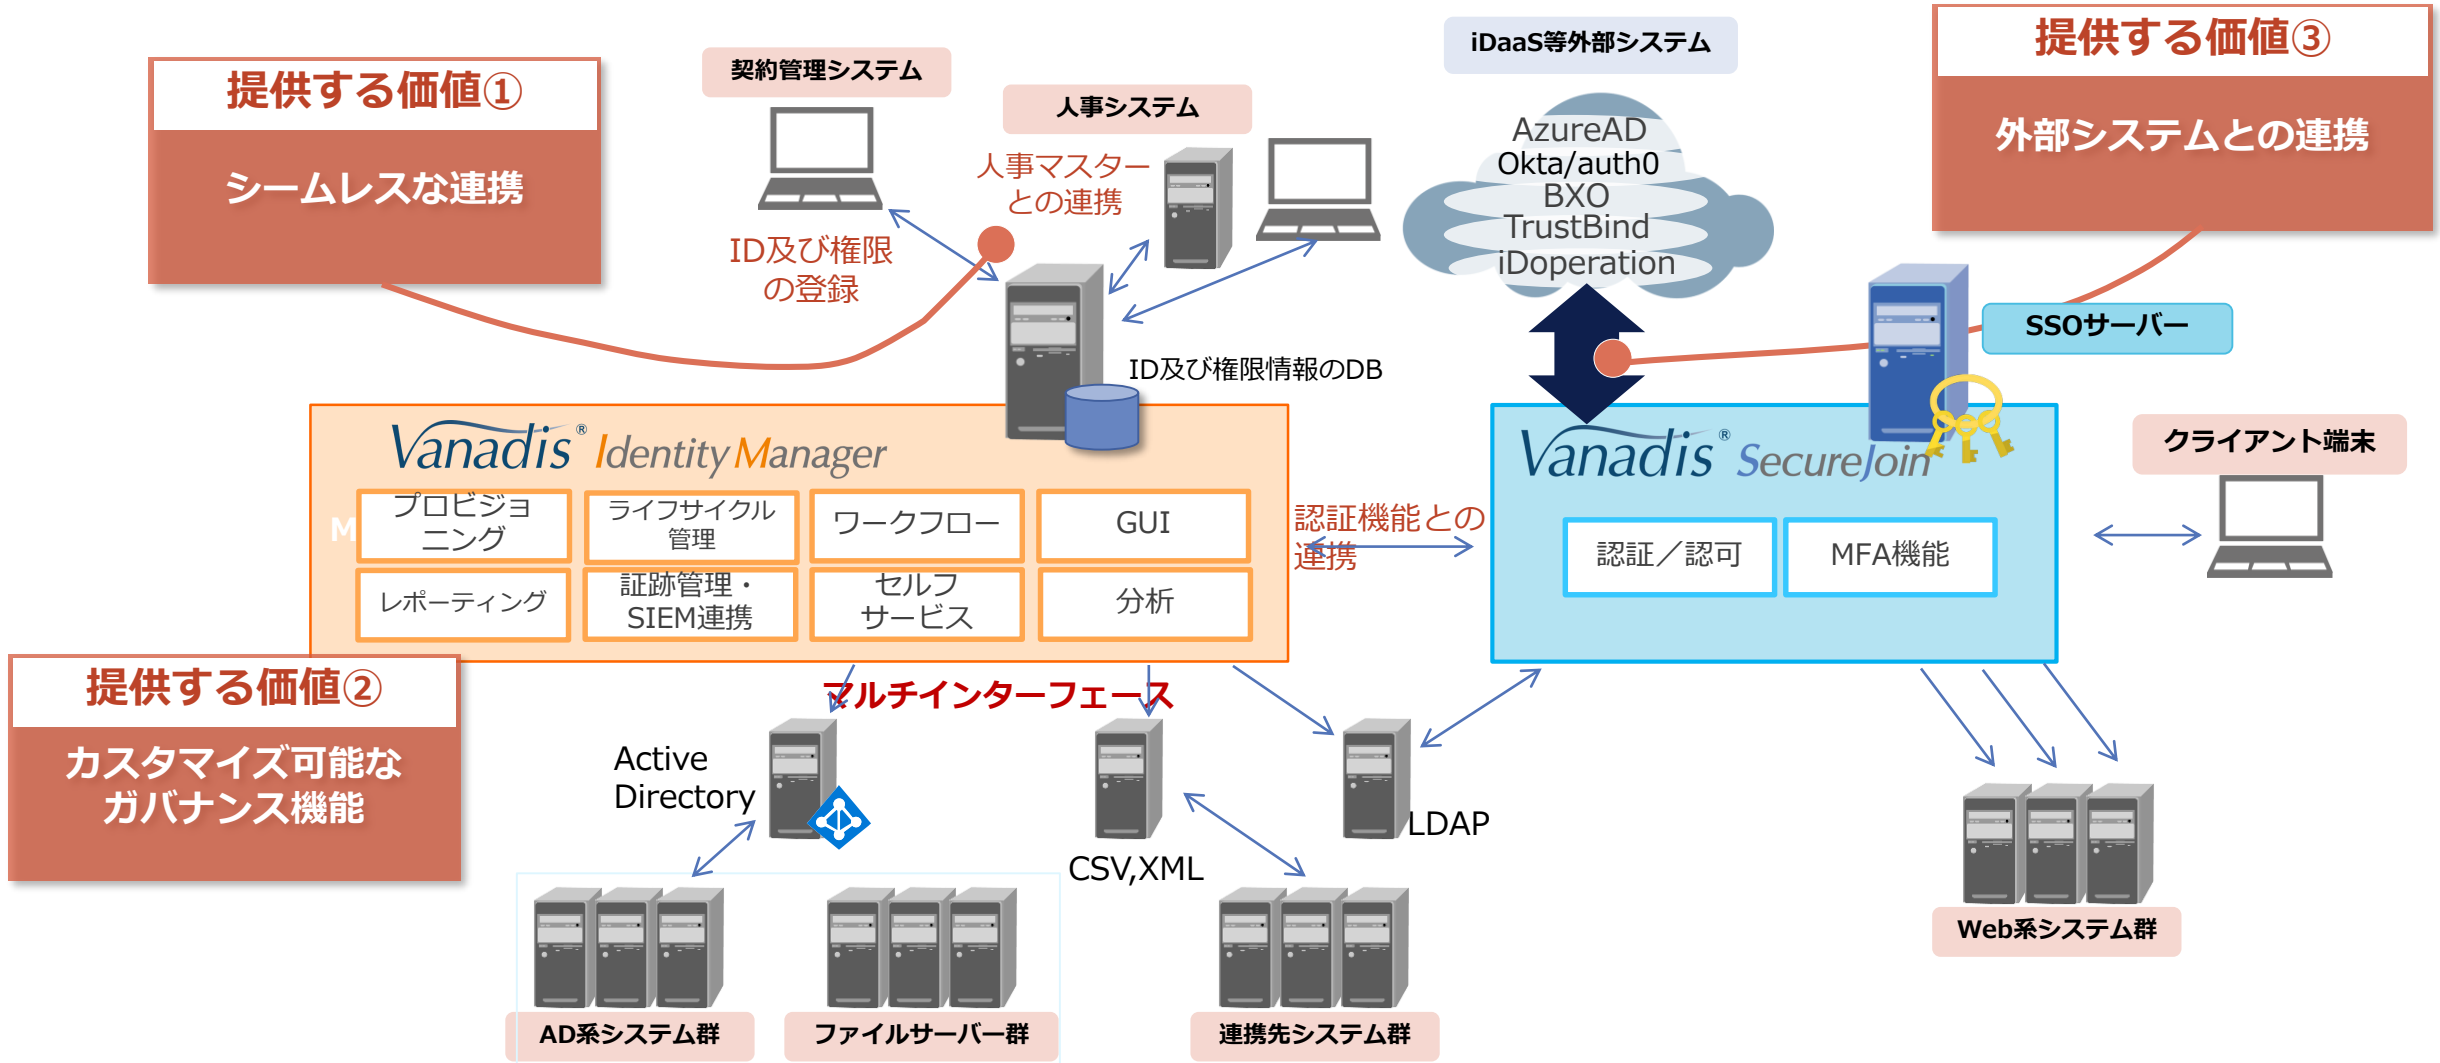 提供する価値①
シームレスな連携
契約管理システム
人事システム
人事マスター
との連携
ID及び権限
の登録
iDaaS等外部システム
AzureAD
Okta/auth0
BXO
TrustBind
iDoperation
提供する価値③
外部システムとの連携
SSOサーバー
ID及び権限情報のDB
Vanadis® Identity Manager
M
プロビジョ
ニング
ライフサイクル
管理
ワークフロー
GUI
レポーティング
証跡管理・
SIEM連携
セルフ
サービス
分析
認証機能との
連携
Vanadis® SecureJoin
認証／認可
MFA機能
クライアント端末
提供する価値②
カスタマイズ可能な
ガバナンス機能
マルチインターフェース
Active
Directory
CSV,XML
LDAP
AD系システム群
ファイルサーバー群
連携先システム群
Web系システム群